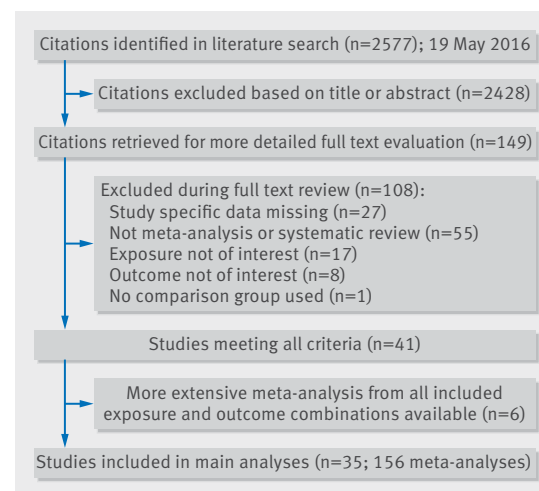 Citations identified in literature search (n=2577); 19 May 2016
Citations excluded based on title or abstract (n=2428)
Citations retrieved for more detailed full text evaluation (n=149)
Excluded during full text review (n=108):
Study specific data missing (n=27)
Not meta-analysis or systematic review (n=55)
Exposure not of interest (n=17)
Outcome not of interest (n=8)
No comparison group used (n=1)
Studies meeting all criteria (n=41)
More extensive meta-analysis from all included
exposure and outcome combinations available (n=6)
Studies included in main analyses (n=35; 156 meta-analyses)